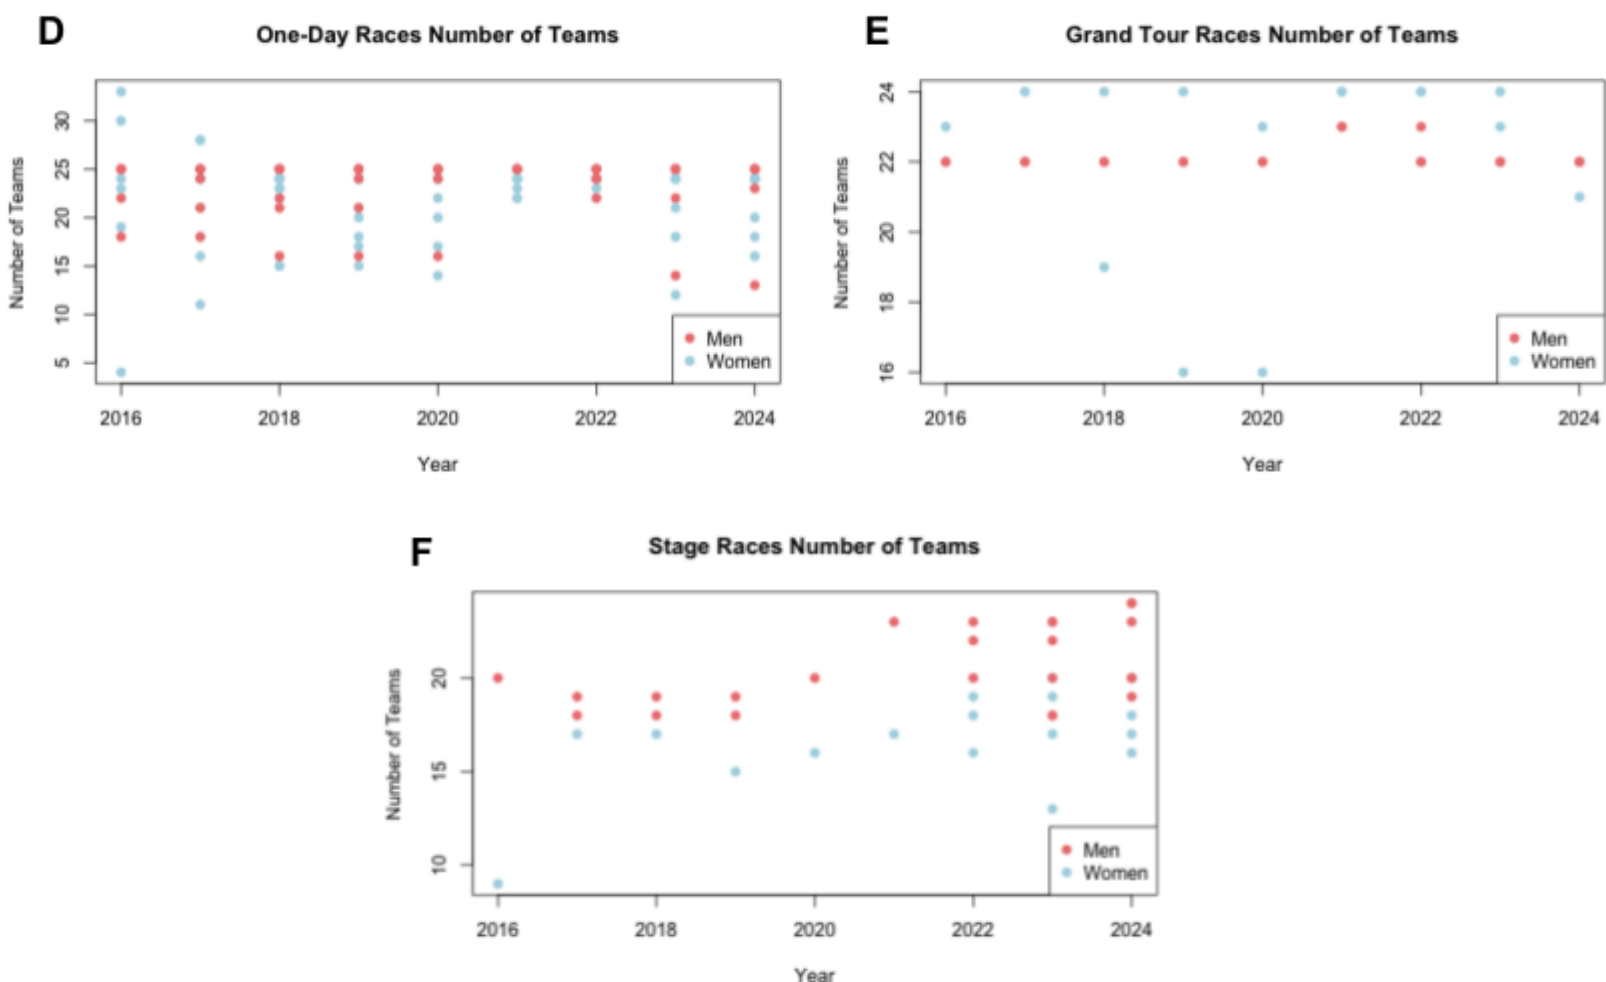 D
One-Day Races Number of Teams
Number of Teams
30
25
20
15
10
5
Men
Women
2016 2018 2020 2022 2024
Year
E
Grand Tour Races Number of Teams
Number of Teams
24
22
20
18
16
Men
Women
2016 2018 2020 2022 2024
Year
F
Stage Races Number of Teams
Number of Teams
20
15
10
Men
Women
2016 2018 2020 2022 2024
Year